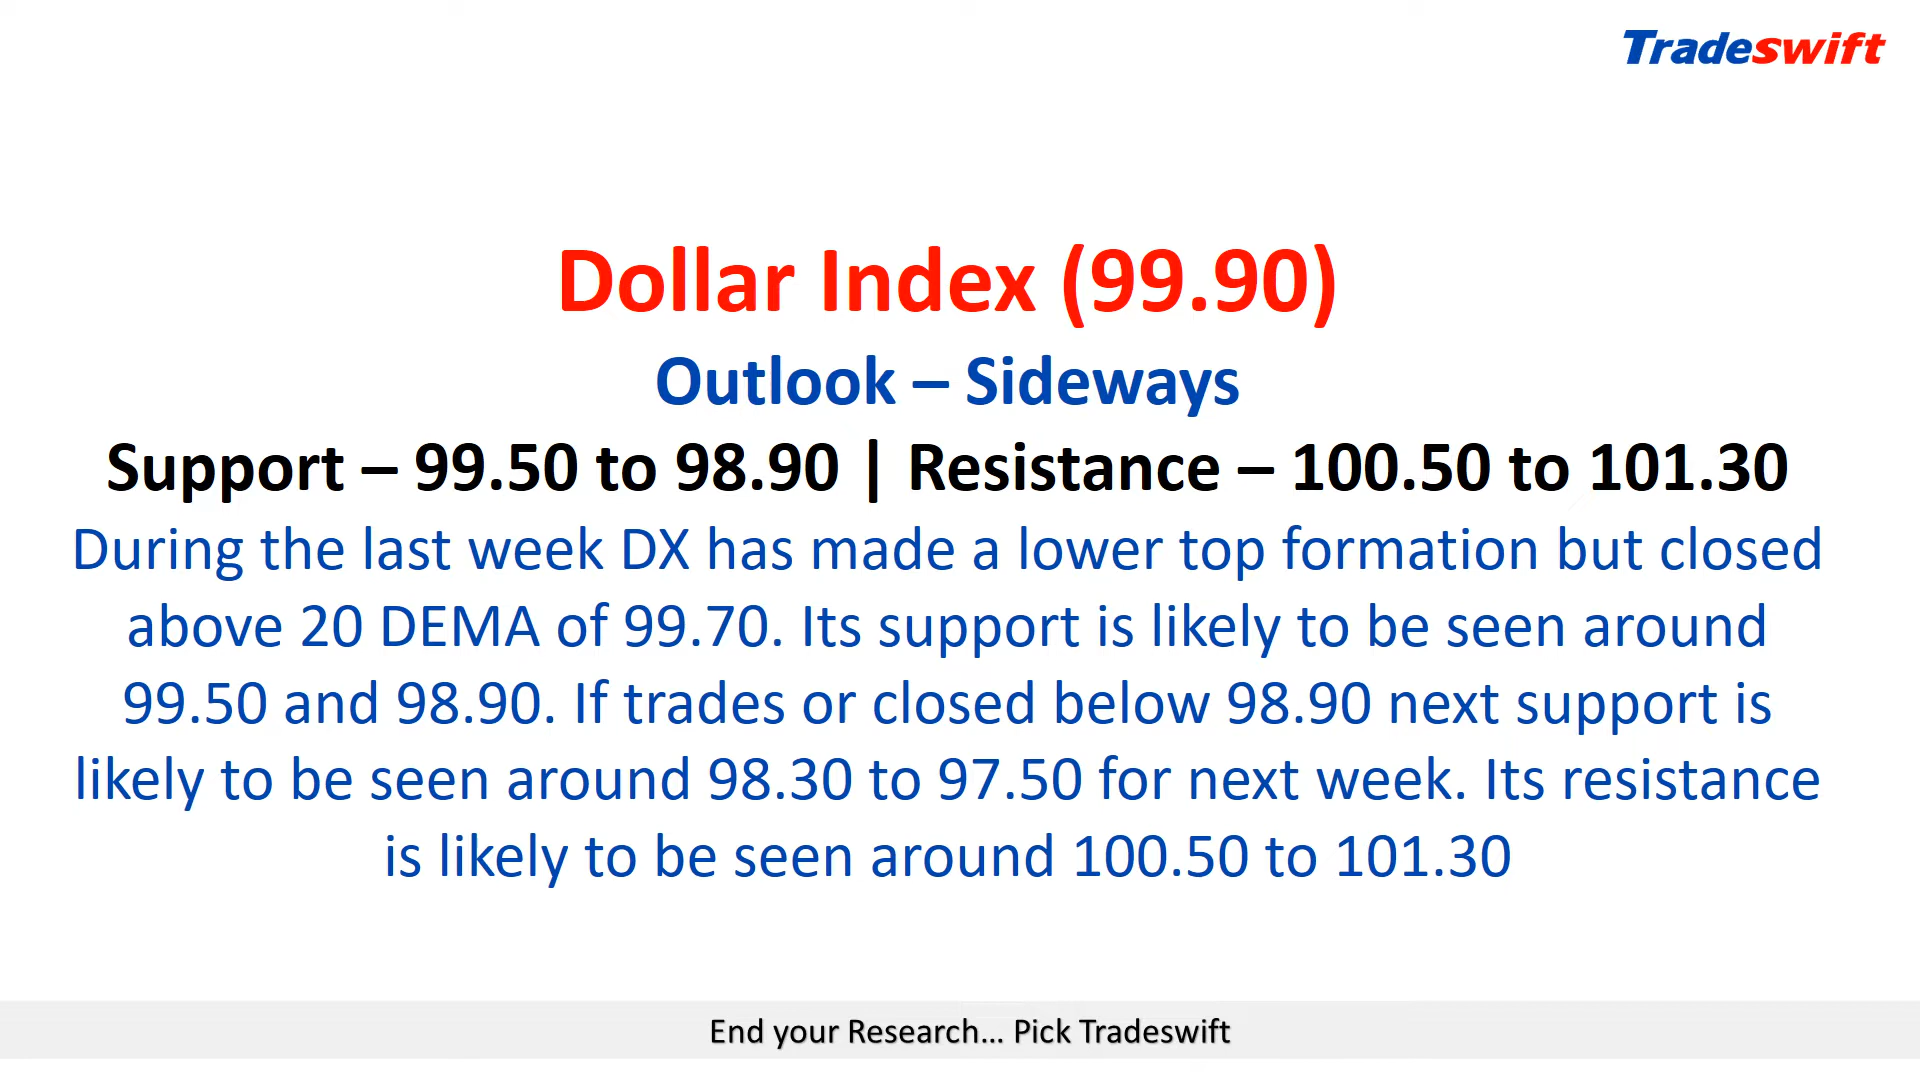 Tradeswift
Dollar Index (99.90)
Outlook – Sideways
Support – 99.50 to 98.90 | Resistance – 100.50 to 101.30
During the last week DX has made a lower top formation but closed
above 20 DEMA of 99.70. Its support is likely to be seen around
99.50 and 98.90. If trades or closed below 98.90 next support is
likely to be seen around 98.30 to 97.50 for next week. Its resistance
is likely to be seen around 100.50 to 101.30
End your Research... Pick Tradeswift